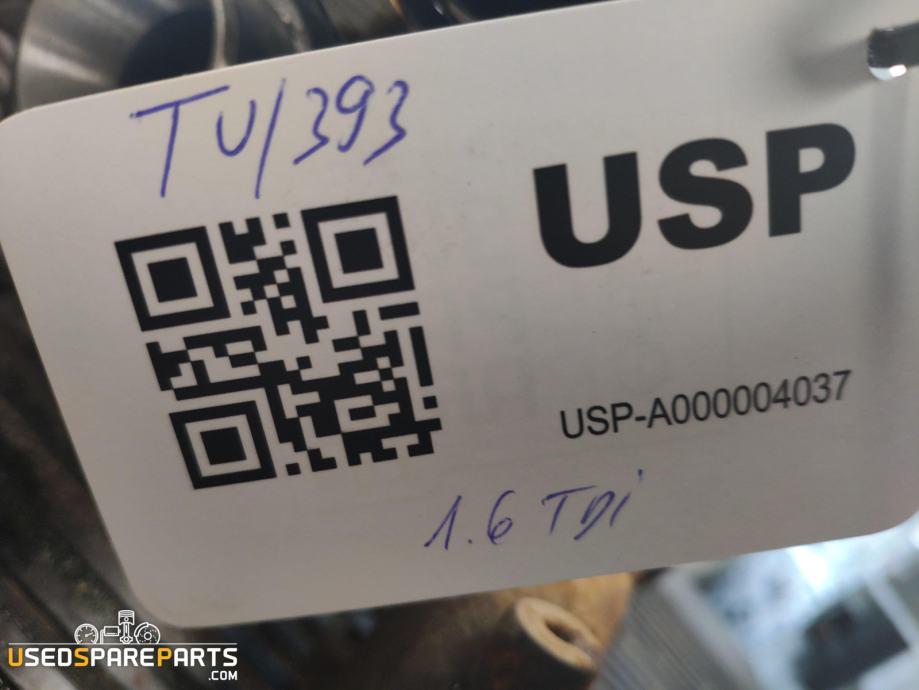 TU/393
USP
USP-A000004037
1.6 TDi
USEDSPAREPARTS
.COM